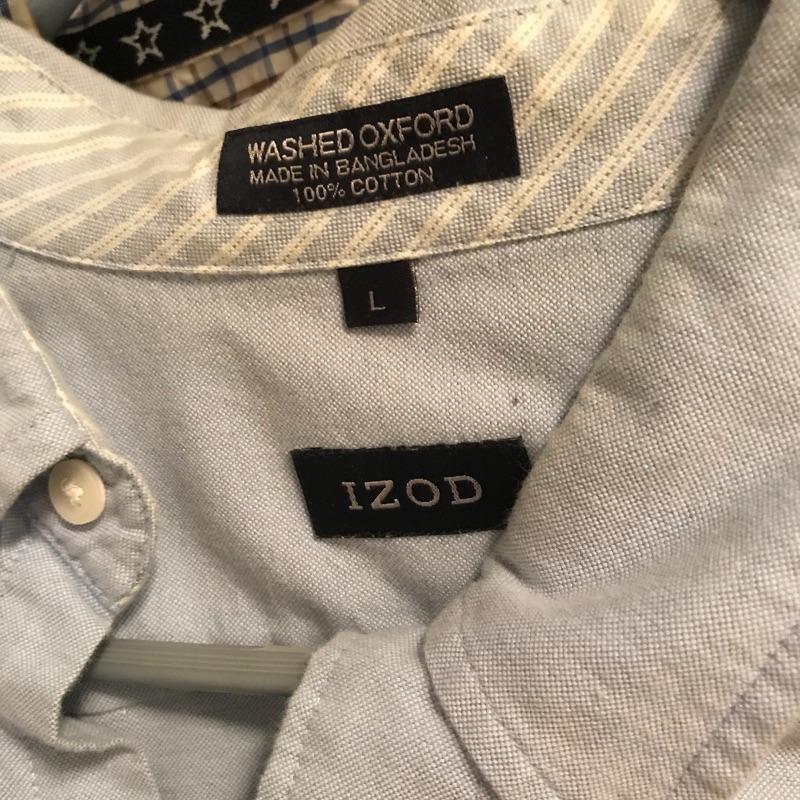 WASHED OXFORD
MADE IN BANGLADESH
100% COTTON
L
IZOD